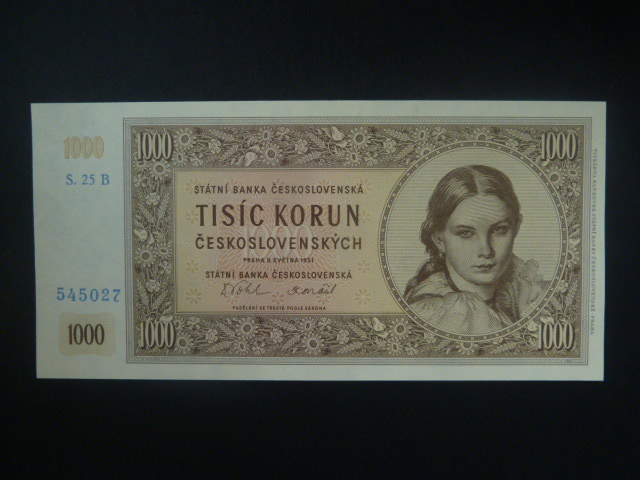 1000
S. 25 B
545027
1000
1000
1000
STÁTNÍ BANKA ČESKOSLOVENSKÁ
TISÍC KORUN
ČESKOSLOVENSKÝCH
PRAHA 9. KVĚTNA 1951
STÁTNÍ BANKA ČESKOSLOVENSKÁ
PADĚLÁNÍ SE TRESTÁ PODLE ZÁKONA
1000
1000